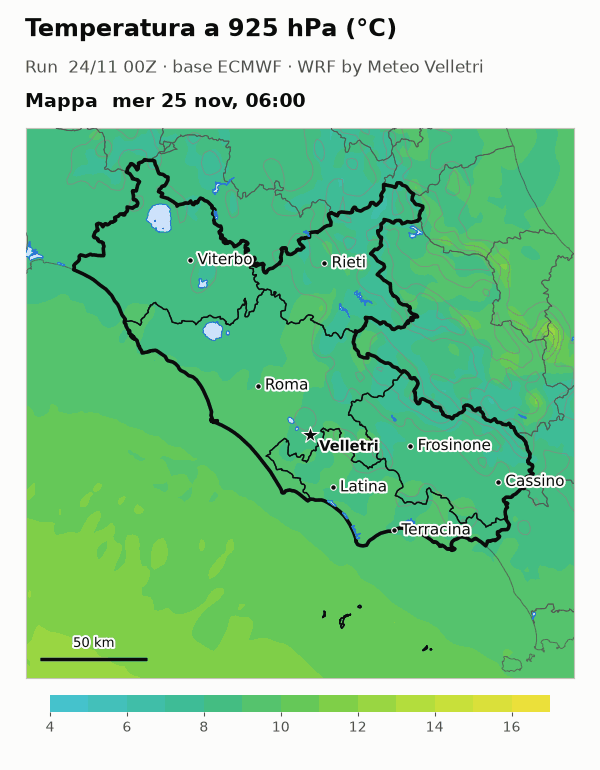 Temperatura a 925 hPa (°C)
Run  24/11 00Z · base ECMWF · WRF by Meteo Velletri
Mappa  mer 25 nov, 06:00
Viterbo
Rieti
Roma
Velletri
Frosinone
Latina
Cassino
Terracina
50 km
4 6 8 10 12 14 16